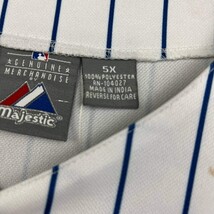 GENUINE
MERCHANDISE
Majestic
5X
100% POLYESTER
RN-104027
MADE IN INDIA
REVERSE FOR CARE